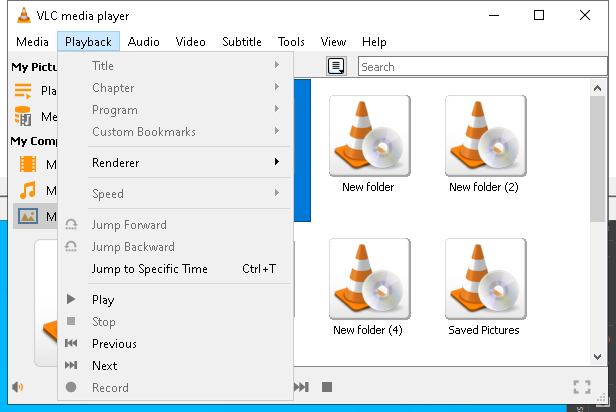 VLC media player
Media Playback Audio Video Subtitle Tools View Help
My Pictu
Pla
Me
My Comp
M
M
M
Title
Chapter
Program
Custom Bookmarks
Renderer
Speed
Jump Forward
Jump Backward
Jump to Specific Time Ctrl+T
Play
Stop
Previous
Next
Record
Search
New folder
New folder (2)
New folder (4)
Saved Pictures